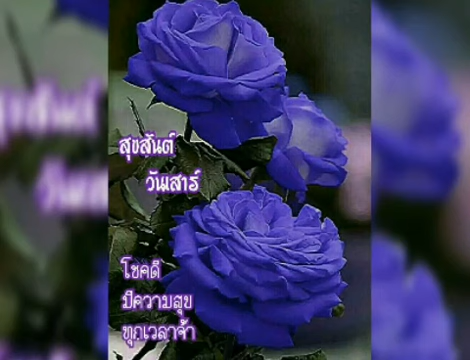 สุขสันต์
วันเสาร์
โชคดี
มีความสุข
ทุกเวลาจ้า